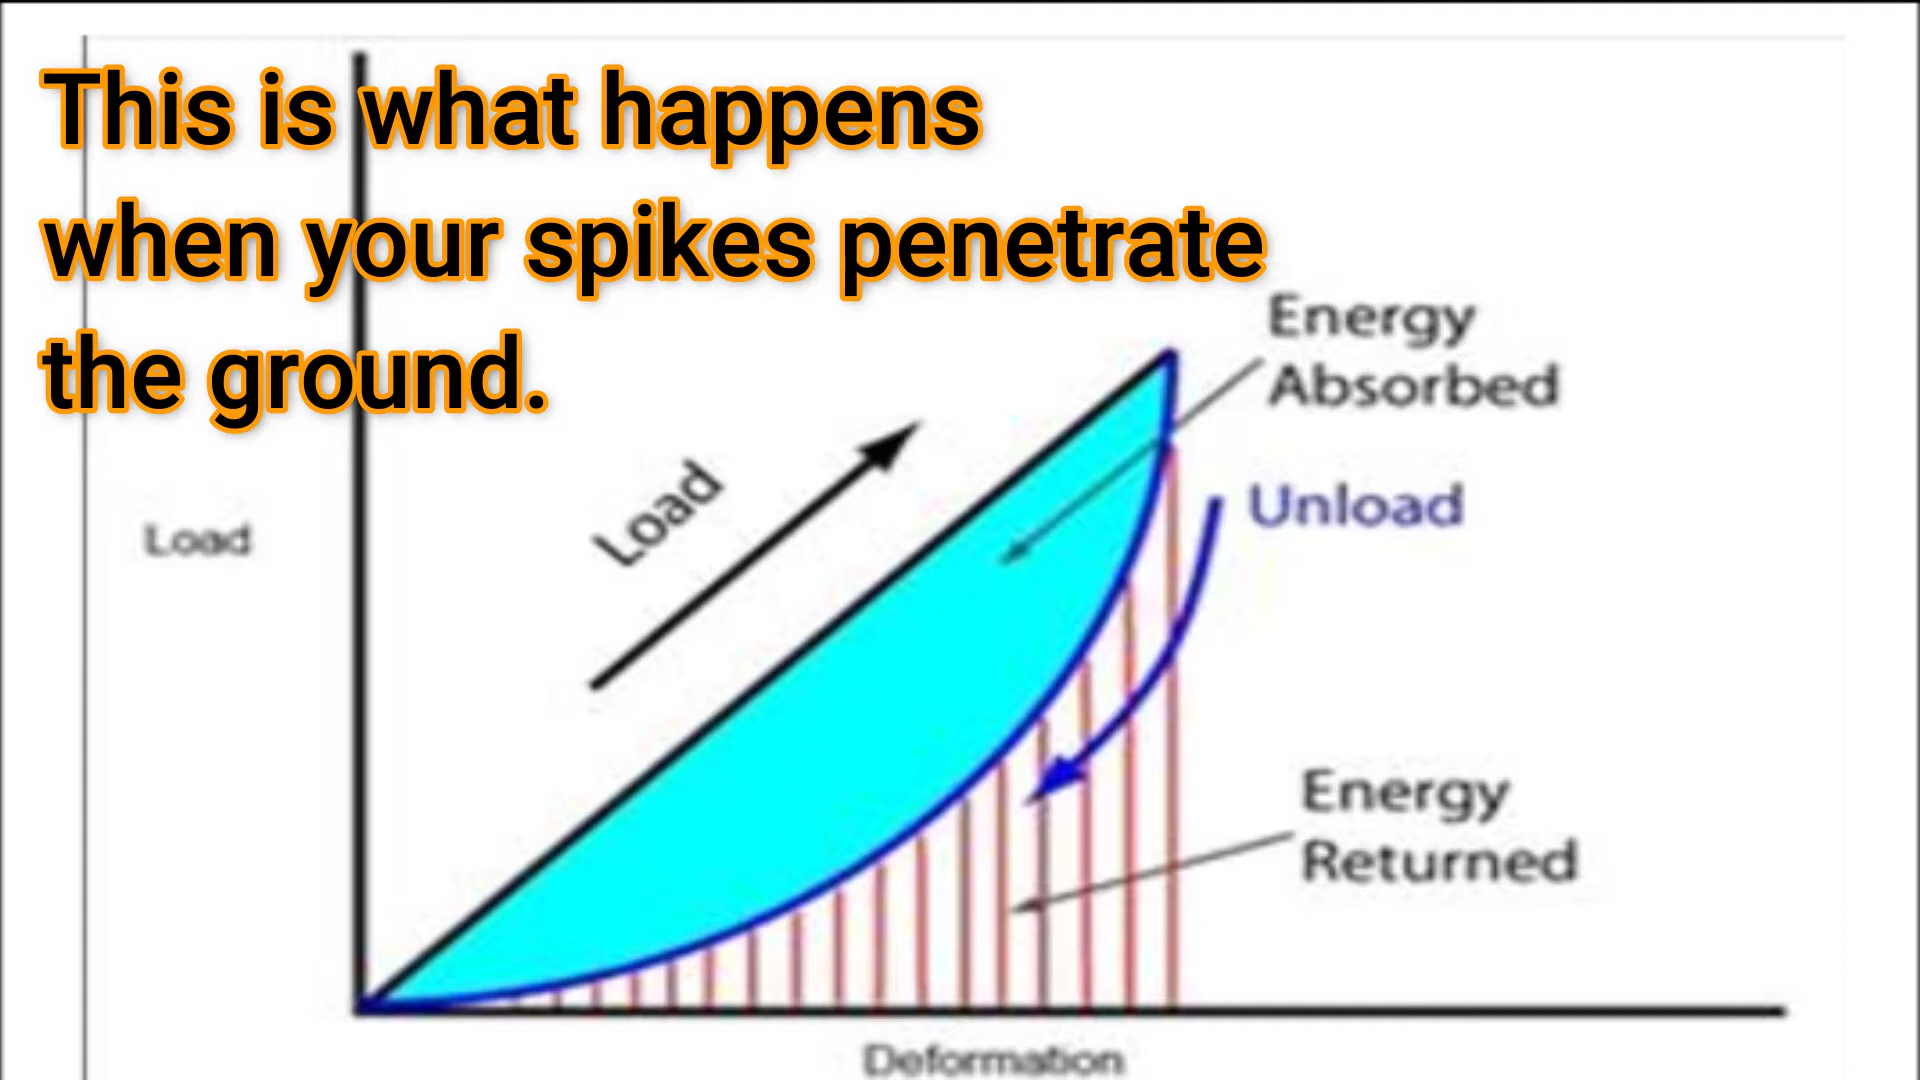 This is what happens
when your spikes penetrate
the ground.
Energy
Absorbed
Load
Unload
Load
Energy
Returned
Deformation